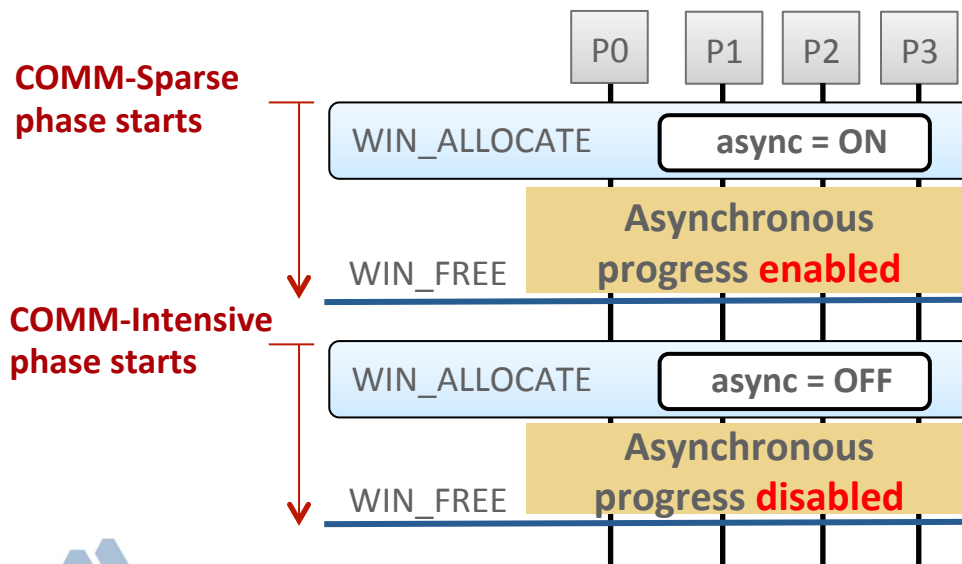 P0 P1 P2 P3
COMM-Sparse
phase starts
WIN_ALLOCATE async = ON
Asynchronous
progress enabled
WIN_FREE
COMM-Intensive
phase starts
WIN_ALLOCATE async = OFF
Asynchronous
progress disabled
WIN_FREE